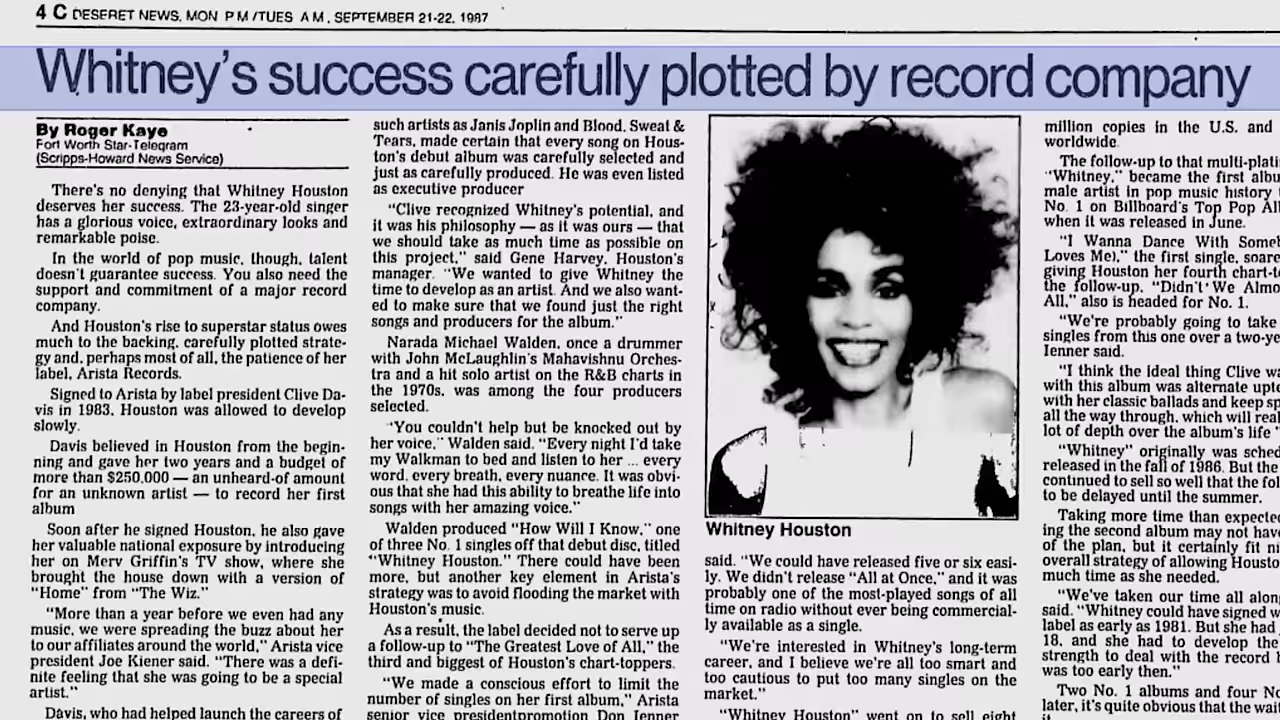 4 C DESERET NEWS, MON P M /TUES A M , SEPTEMBER 21-22, 1987
Whitney's success carefully plotted by record company
By Roger Kaye
Fort Worth Star-Telegram
(Scripps-Howard News Service)
There's no denying that Whitney Houston
deserves her success. The 23-year-old singer
has a glorious voice, extraordinary looks and
remarkable poise.
In the world of pop music, though, talent
doesn't guarantee success. You also need the
support and commitment of a major record
company.
And Houston's rise to superstar status owes
much to the backing, carefully plotted strate-
gy and, perhaps most of all, the patience of her
label, Arista Records.
Signed to Arista by label president Clive Da-
vis in 1983, Houston was allowed to develop
slowly.
Davis believed in Houston from the begin-
ning and gave her two years and a budget of
more than $250,000 — an unheard-of amount
for an unknown artist — to record her first
album
Soon after he signed Houston, he also gave
her valuable national exposure by introducing
her on Merv Griffin's TV show, where she
brought the house down with a version of
"Home" from "The Wiz."
"More than a year before we even had any
music, we were spreading the buzz about her
to our affiliates around the world," Arista vice
president Joe Kiener said. "There was a defi-
nite feeling that she was going to be a special
artist."
Davis, who had helped launch the careers of
such artists as Janis Joplin and Blood, Sweat &
Tears, made certain that every song on Hous-
ton's debut album was carefully selected and
just as carefully produced. He was even listed
as executive producer
"Clive recognized Whitney's potential, and
it was his philosophy — as it was ours — that
we should take as much time as possible on
this project," said Gene Harvey, Houston's
manager. "We wanted to give Whitney the
time to develop as an artist. And we also want-
ed to make sure that we found just the right
songs and producers for the album."
Narada Michael Walden, once a drummer
with John McLaughlin's Mahavishnu Orches-
tra and a hit solo artist on the R&B charts in
the 1970s, was among the four producers
selected.
"You couldn't help but be knocked out by
her voice," Walden said. "Every night I'd take
my Walkman to bed and listen to her ... every
word, every breath, every nuance. It was obvi-
ous that she had this ability to breathe life into
songs with her amazing voice."
Walden produced "How Will I Know," one
of three No. 1 singles off that debut disc, titled
"Whitney Houston." There could have been
more, but another key element in Arista's
strategy was to avoid flooding the market with
Houston's music.
As a result, the label decided not to serve up
a follow-up to "The Greatest Love of All," the
third and biggest of Houston's chart-toppers.
"We made a conscious effort to limit the
number of singles on her first album," Arista
senior vice presidentpromotion Don Ienner
Whitney Houston
said. "We could have released five or six easi-
ly. We didn't release "All at Once," and it was
probably one of the most-played songs of all
time on radio without ever being commercial-
ly available as a single.
"We're interested in Whitney's long-term
career, and I believe we're all too smart and
too cautious to put too many singles on the
market."
"Whitney Houston" went on to sell eight
million copies in the U.S. and
worldwide.
The follow-up to that multi-plati
"Whitney," became the first albu
male artist in pop music history
No. 1 on Billboard's Top Pop Al
when it was released in June.
"I Wanna Dance With Some
Loves Me)," the first single, soare
giving Houston her fourth chart-t
the follow-up, "Didn't We Almo
All," also is headed for No. 1.
"We're probably going to take
singles from this one over a two-ye
Ienner said.
"I think the ideal thing Clive wa
with this album was alternate upt
with her classic ballads and keep sp
all the way through, which will real
lot of depth over the album's life "
"Whitney" originally was sched
released in the fall of 1986. But the
continued to sell so well that the fol
to be delayed until the summer.
Taking more time than expecte
ing the second album may not have
of the plan, but it certainly fit ni
overall strategy of allowing Housto
much time as she needed.
"We've taken our time all alon
said. "Whitney could have signed w
label as early as 1981. But she had
18, and she had to develop the
strength to deal with the record
was too early then."
Two No. 1 albums and four No
later, it's quite obvious that the wai